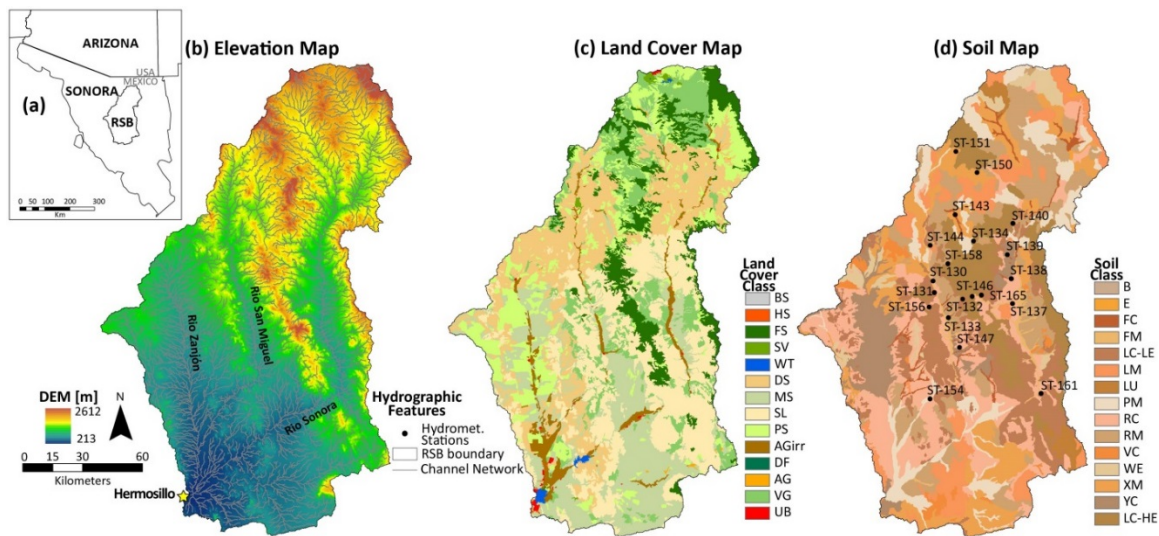 (a)
ARIZONA
USA
MEXICO
SONORA
RSB
0 50 100 200 300
Km
(b) Elevation Map
Rio Zanjón
Rio San Miguel
Rio Sonora
DEM [m]
2612
213
N
0 15 30 60
Kilometers
Hermosillo
Hydrographic
Features
Hydromet.
Stations
RSB boundary
Channel Network
(c) Land Cover Map
Land
Cover
Class
BS
HS
FS
SV
WT
DS
MS
SL
PS
AGirr
DF
AG
VG
UB
(d) Soil Map
ST-151
ST-150
ST-143
ST-140
ST-134
ST-144
ST-139
ST-158
ST-130
ST-138
ST-146
ST-131
ST-165
ST-132
ST-156
ST-137
ST-133
ST-147
ST-154
ST-161
Soil
Class
B
E
FC
FM
LC-LE
LM
LU
PM
RC
RM
VC
WE
XM
YC
LC-HE